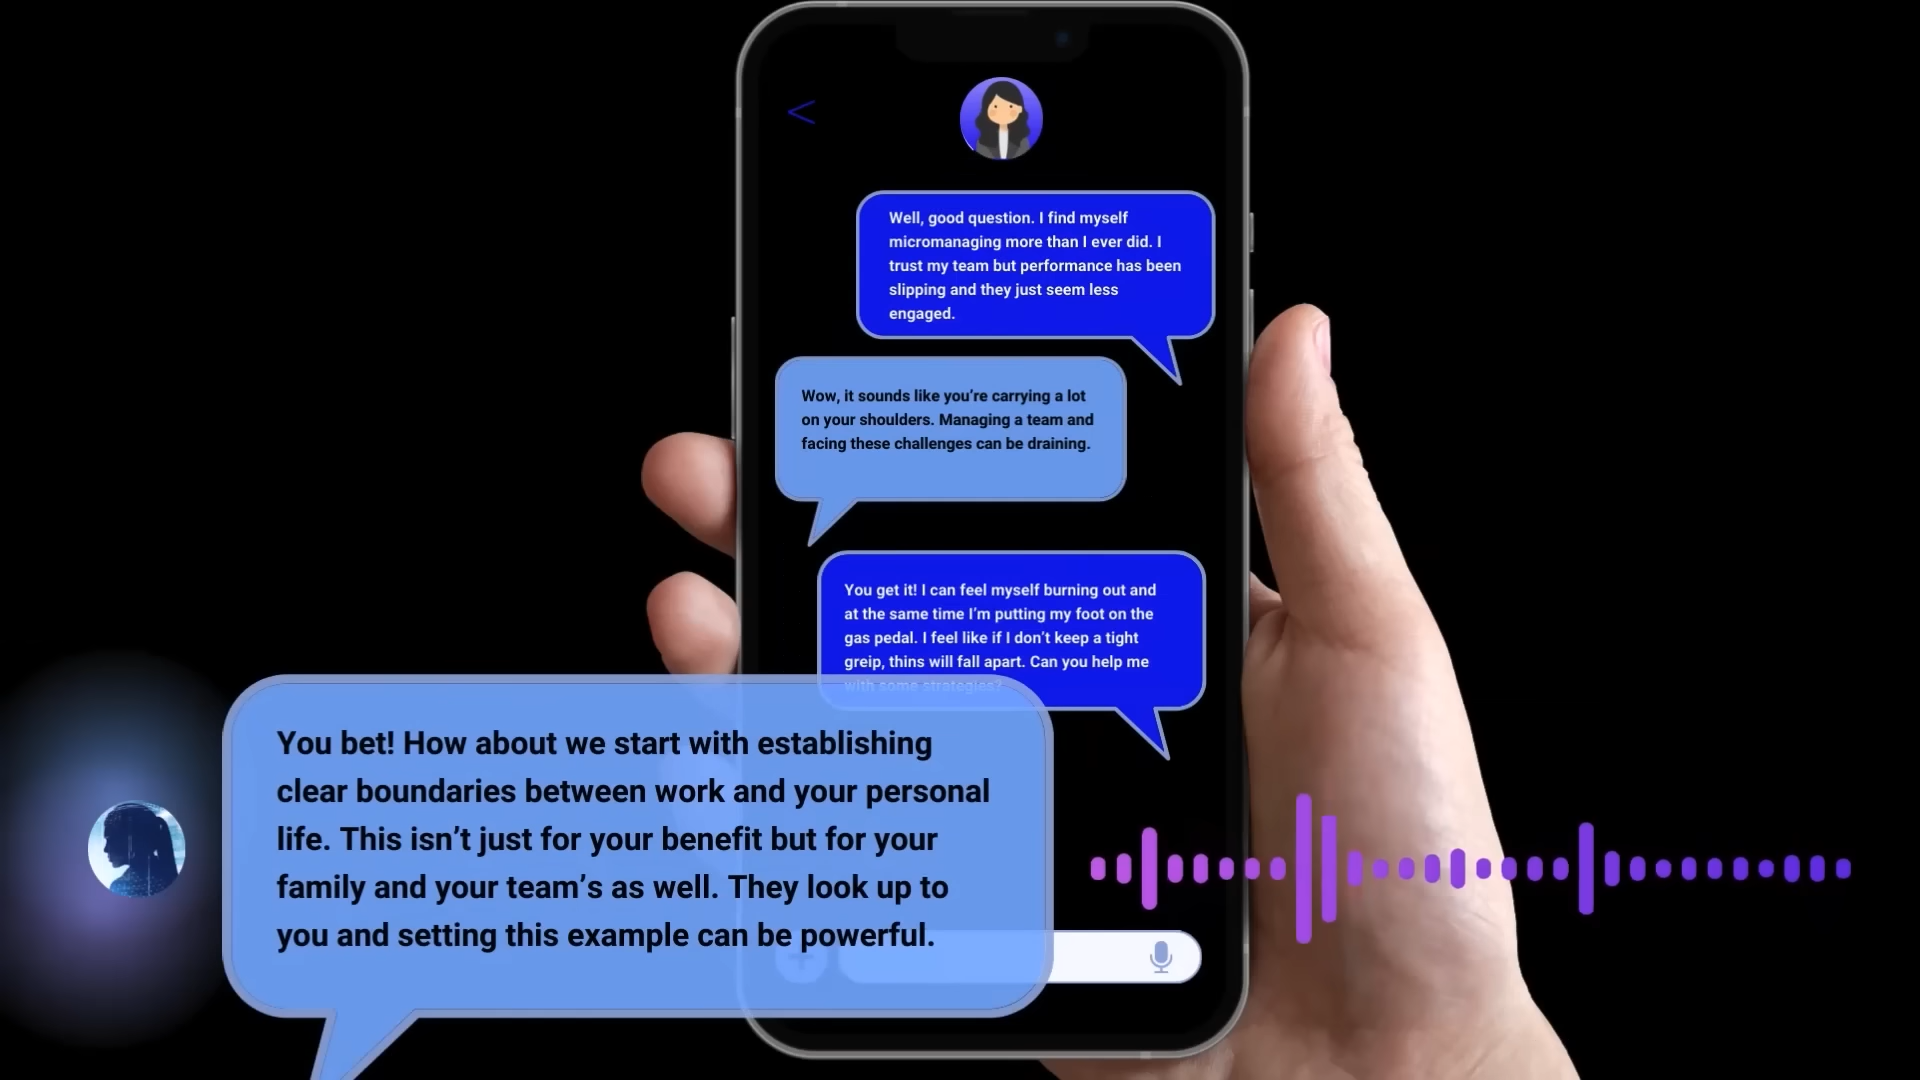 Well, good question. I find myself
micromanaging more than I ever did. I
trust my team but performance has been
slipping and they just seem less
engaged.
Wow, it sounds like you’re carrying a lot
on your shoulders. Managing a team and
facing these challenges can be draining.
You get it! I can feel myself burning out and
at the same time I’m putting my foot on the
gas pedal. I feel like if I don’t keep a tight
greip, thins will fall apart. Can you help me
with some strategies?
You bet! How about we start with establishing
clear boundaries between work and your personal
life. This isn’t just for your benefit but for your
family and your team’s as well. They look up to
you and setting this example can be powerful.